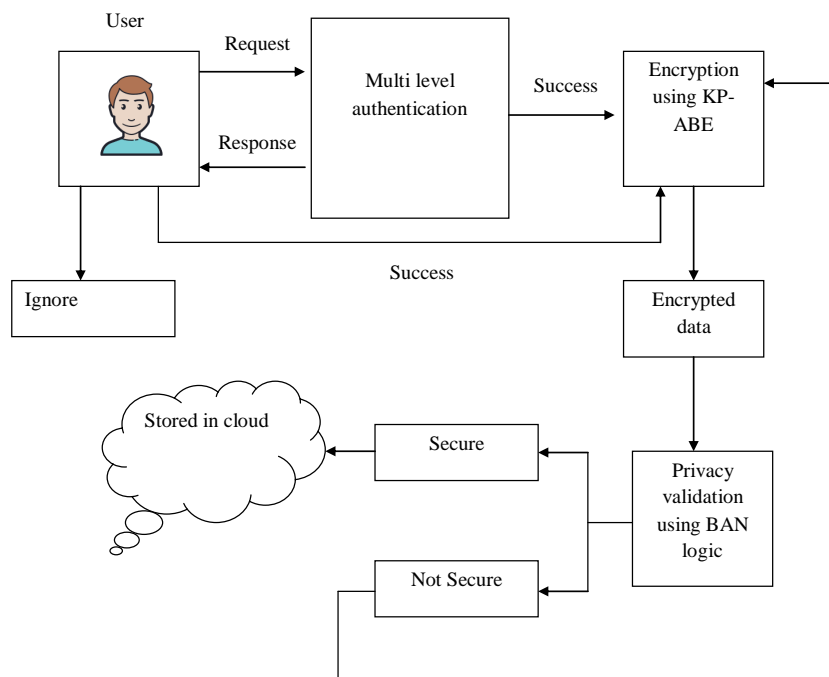 User
Request
Response
Multi level
authentication
Success
Encryption
using KP-
ABE
Success
Ignore
Encrypted
data
Stored in cloud
Secure
Privacy
validation
using BAN
logic
Not Secure